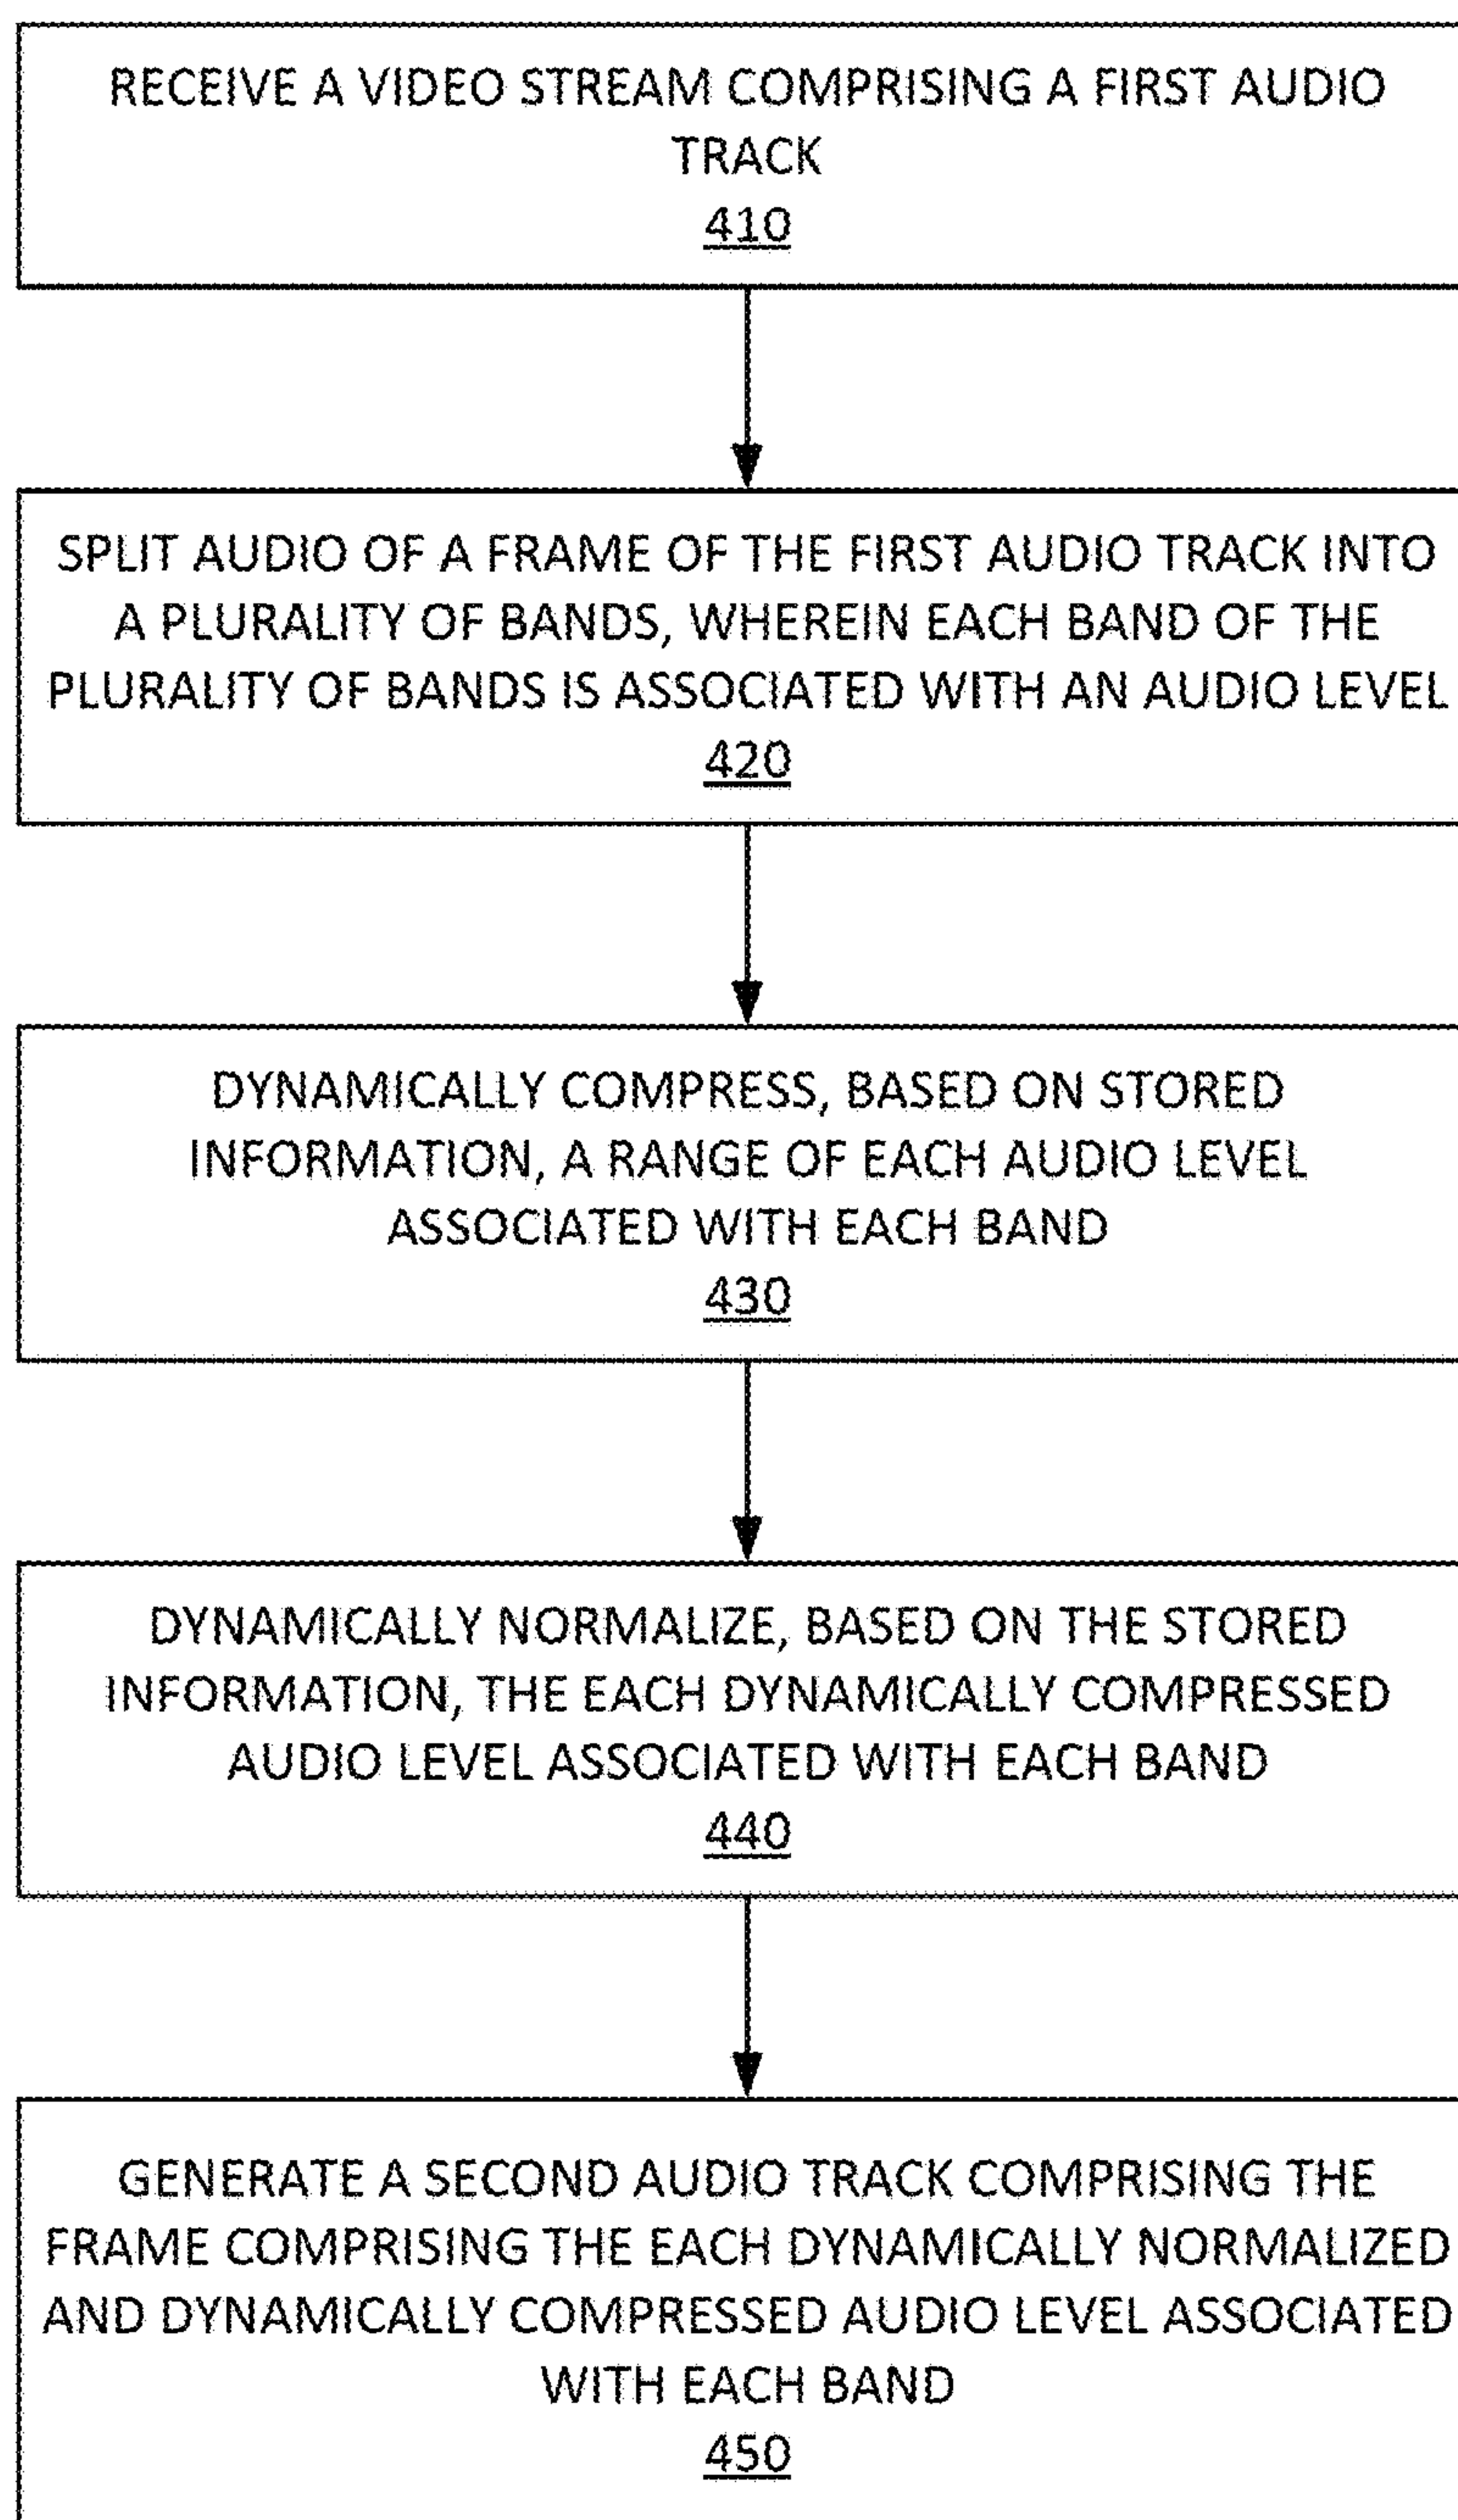 RECEIVE A VIDEO STREAM COMPRISING A FIRST AUDIO
TRACK
410
SPLIT AUDIO OF A FRAME OF THE FIRST AUDIO TRACK INTO
A PLURALITY OF BANDS, WHEREIN EACH BAND OF THE
PLURALITY OF BANDS IS ASSOCIATED WITH AN AUDIO LEVEL
420
DYNAMICALLY COMPRESS, BASED ON STORED
INFORMATION, A RANGE OF EACH AUDIO LEVEL
ASSOCIATED WITH EACH BAND
430
DYNAMICALLY NORMALIZE, BASED ON THE STORED
INFORMATION, THE EACH DYNAMICALLY COMPRESSED
AUDIO LEVEL ASSOCIATED WITH EACH BAND
440
GENERATE A SECOND AUDIO TRACK COMPRISING THE
FRAME COMPRISING THE EACH DYNAMICALLY NORMALIZED
AND DYNAMICALLY COMPRESSED AUDIO LEVEL ASSOCIATED
WITH EACH BAND
450